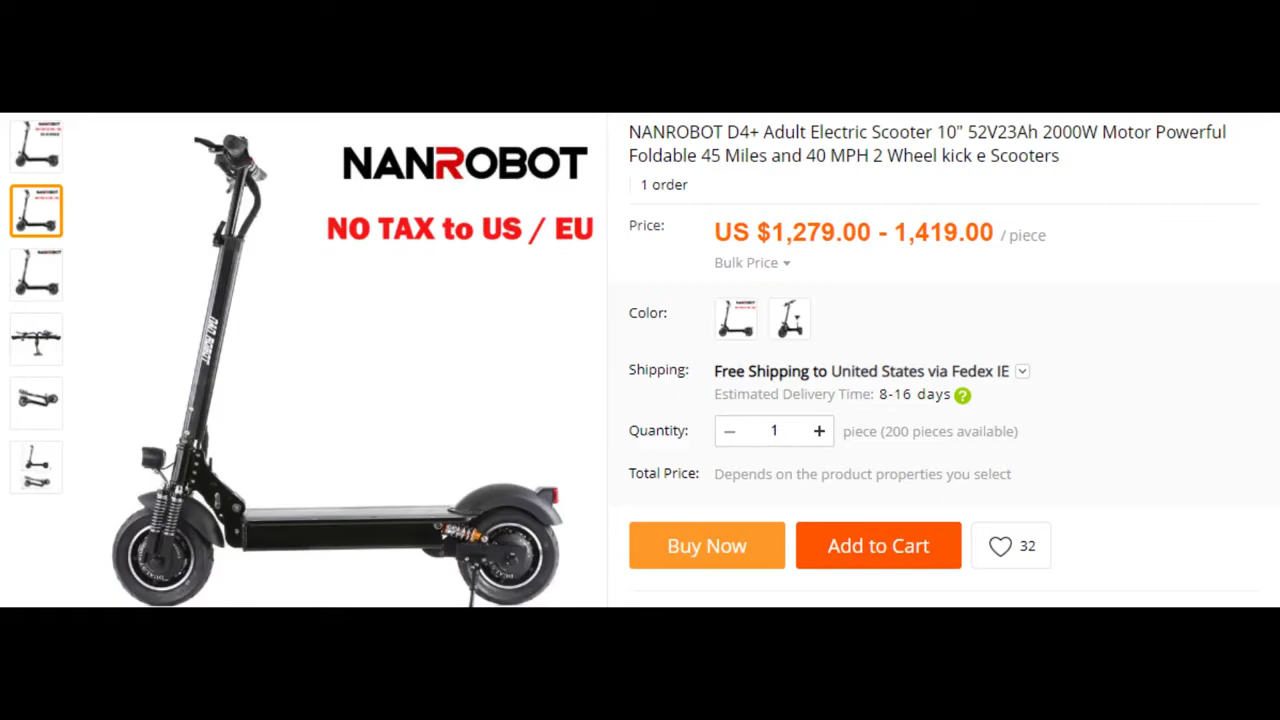 NANROBOT
NO TAX to US / EU
NAN ROBOT
NANROBOT D4+ Adult Electric Scooter 10" 52V23Ah 2000W Motor Powerful
Foldable 45 Miles and 40 MPH 2 Wheel kick e Scooters
1 order
Price: US $1,279.00 - 1,419.00 / piece
Bulk Price
Color:
Shipping: Free Shipping to United States via Fedex IE
Estimated Delivery Time: 8-16 days ?
Quantity: − 1 + piece (200 pieces available)
Total Price: Depends on the product properties you select
Buy Now Add to Cart 32